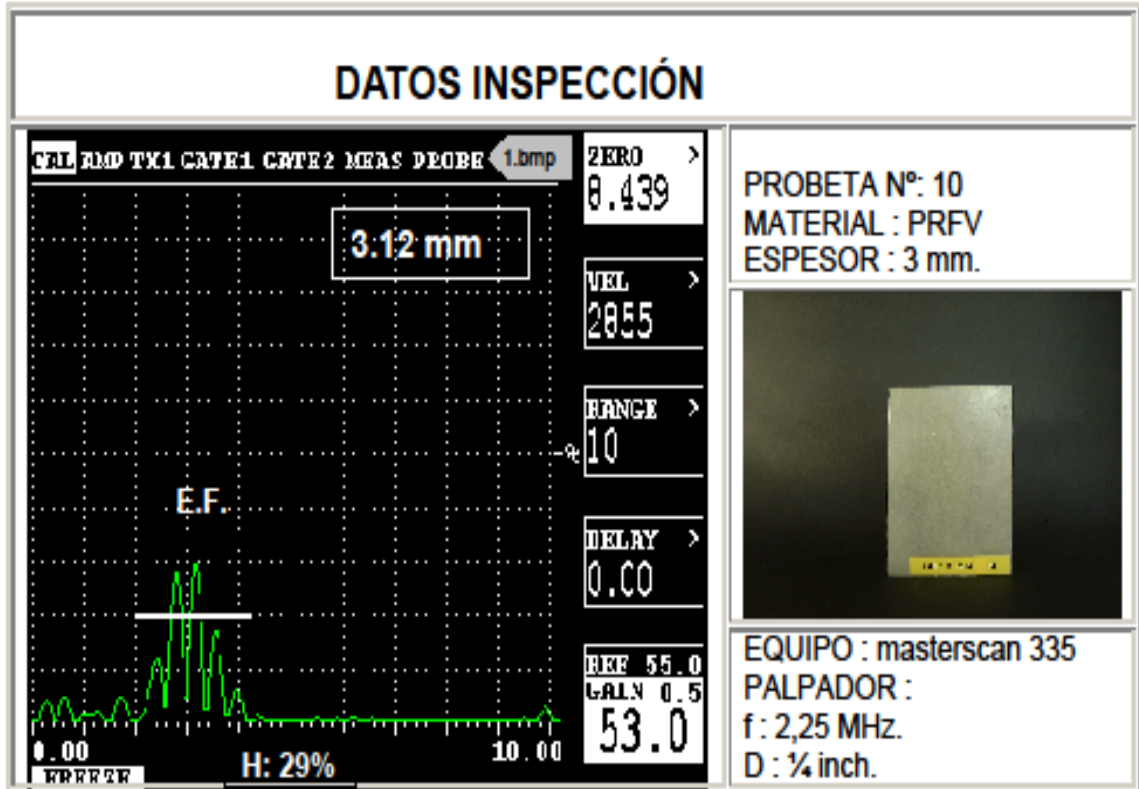 DATOS INSPECCIÓN
CAL AMP TX1 GATE1 GATE2 MEAS PROBE 1.bmp
3.12 mm
E.F.
0.00 10.00
FREEZE H: 29%
ZERO >
8.439
VEL >
2855
RANGE >
10
DELAY >
0.00
REF 55.0
GAIN 0.5
53.0
PROBETA Nº: 10
MATERIAL : PRFV
ESPESOR : 3 mm.
EQUIPO : masterscan 335
PALPADOR :
f : 2,25 MHz.
D : ¼ inch.